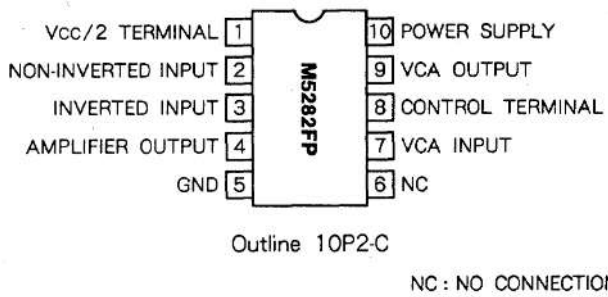 Vcc/2 TERMINAL 1
NON-INVERTED INPUT 2
INVERTED INPUT 3
AMPLIFIER OUTPUT 4
GND 5
M5282FP
10 POWER SUPPLY
9 VCA OUTPUT
8 CONTROL TERMINAL
7 VCA INPUT
6 NC
Outline 10P2-C
NC : NO CONNECTION